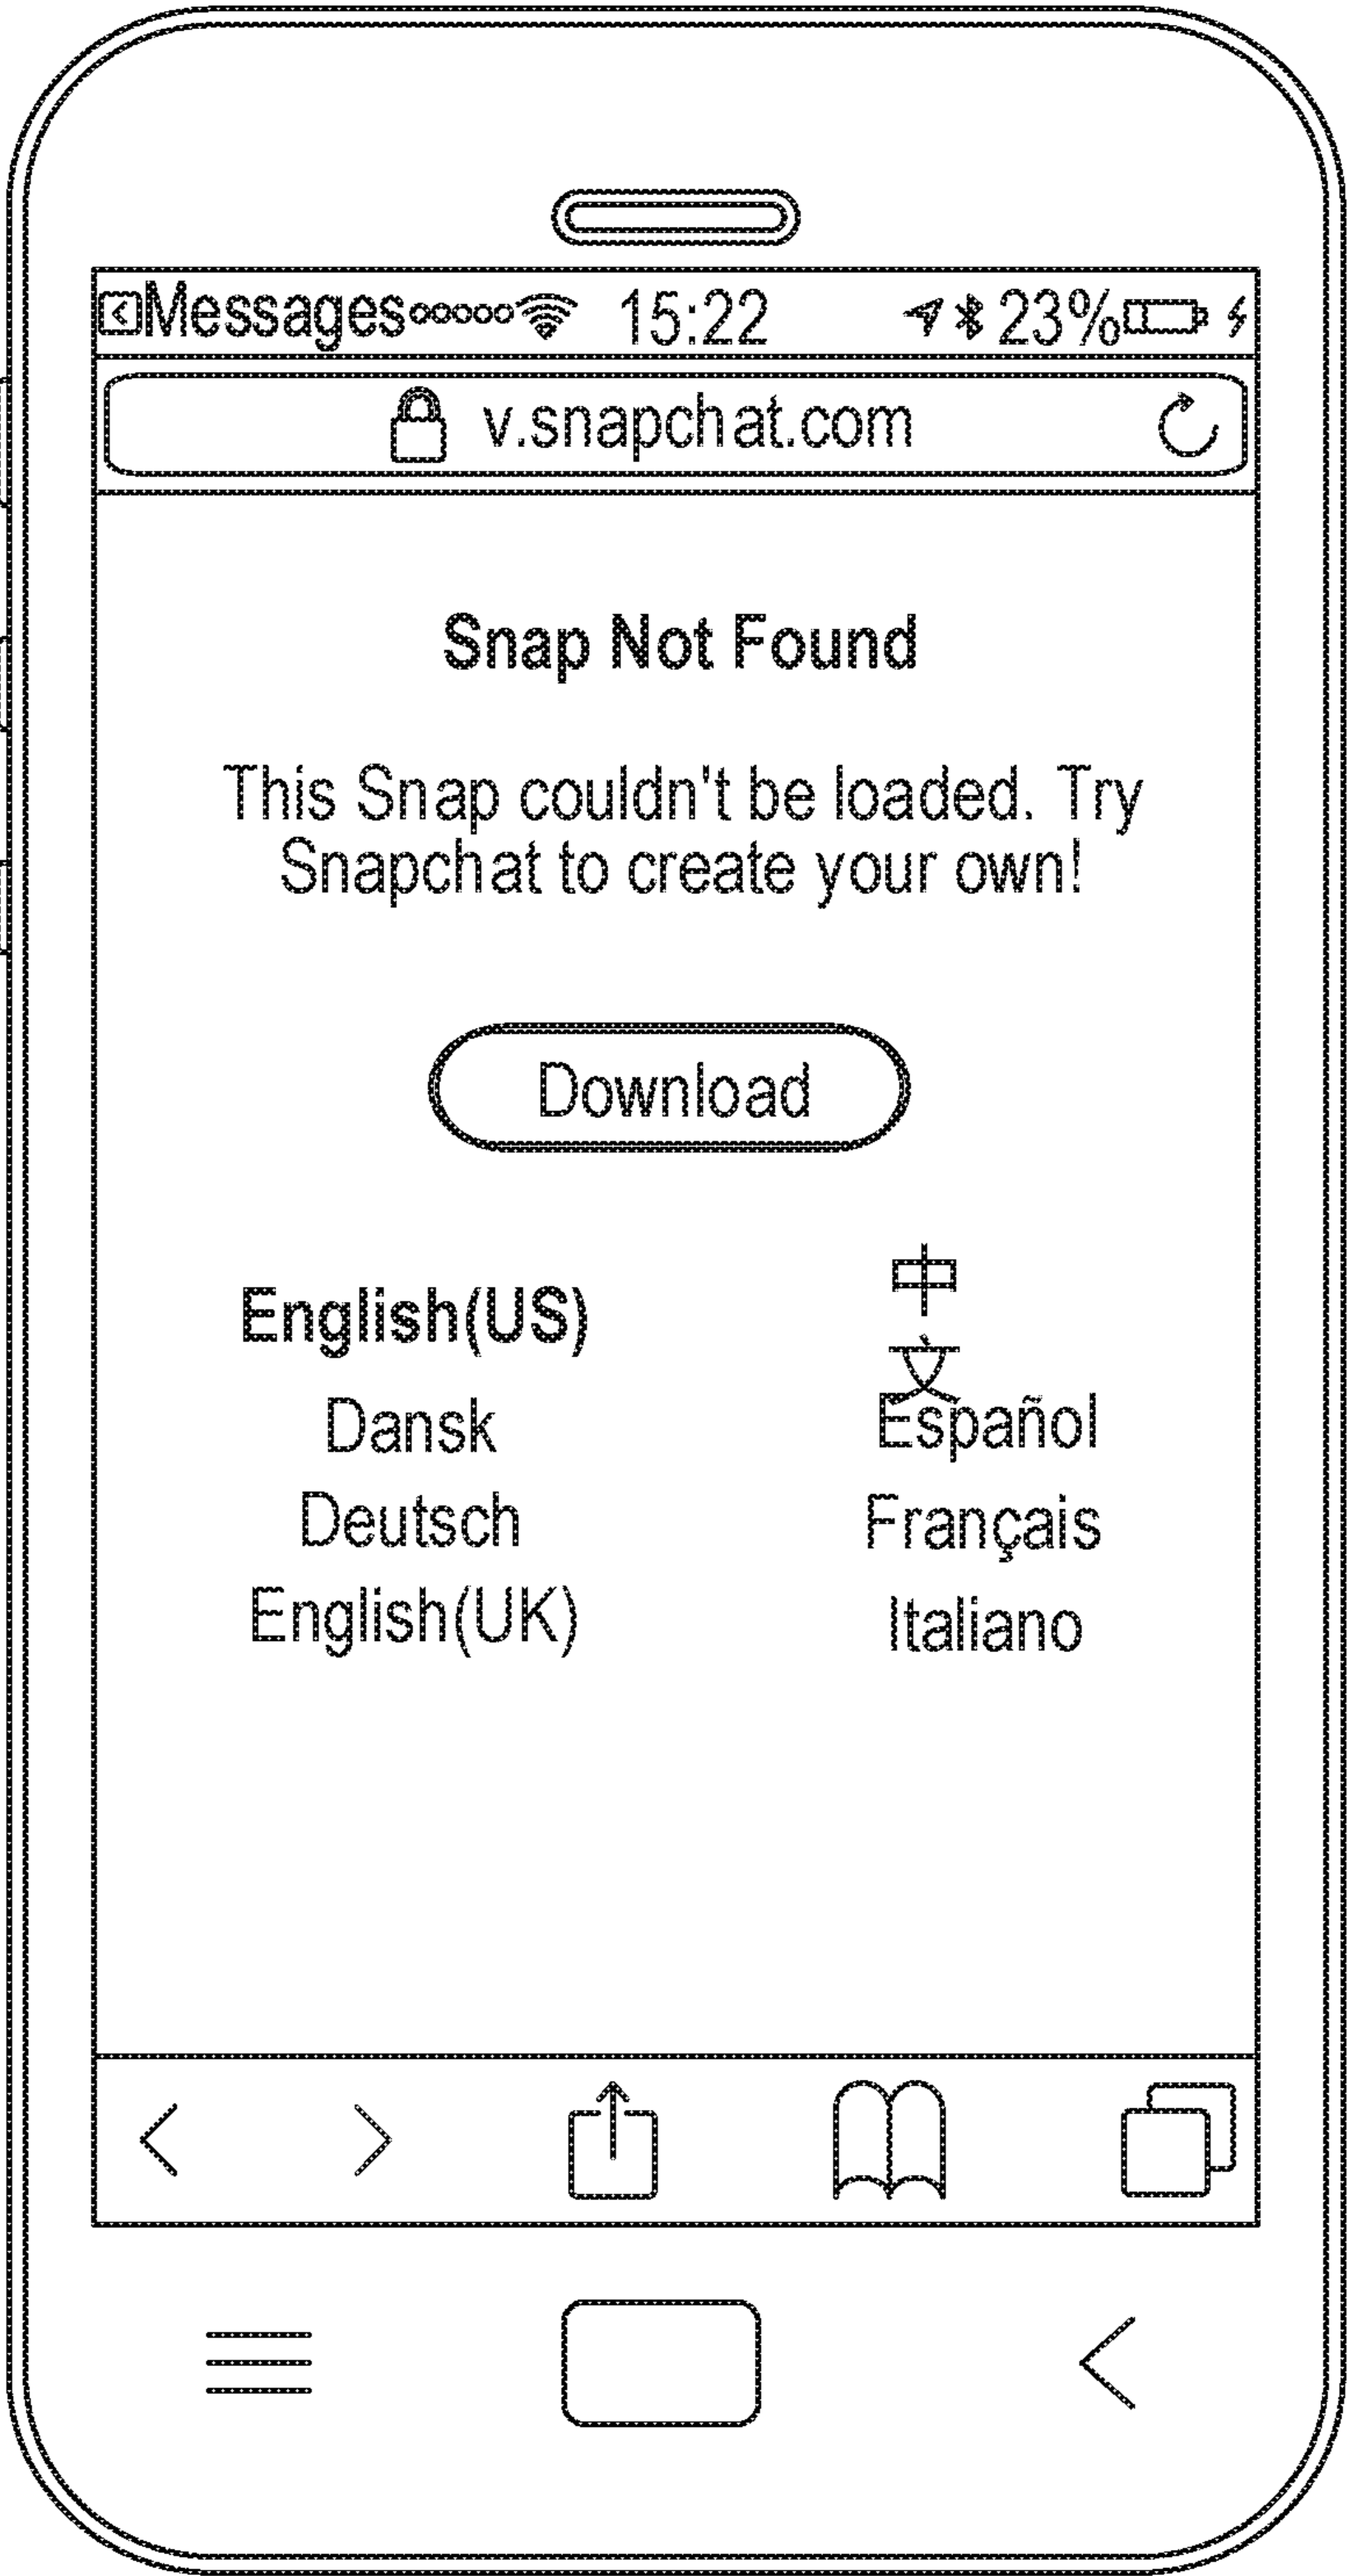 Messages 15:22 23%
v.snapchat.com
Snap Not Found
This Snap couldn't be loaded. Try
Snapchat to create your own!
Download
English(US) 中文
Dansk Español
Deutsch Français
English(UK) Italiano